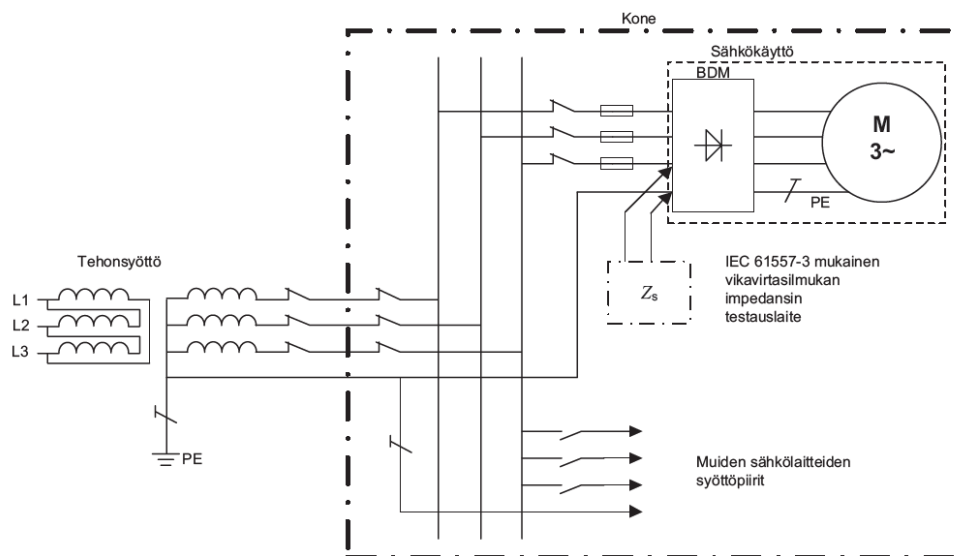 Kone
Sähkökäyttö
BDM
M
3~
PE
Tehonsyöttö
L1
L2
L3
PE
Zs
IEC 61557-3 mukainen
vikavirtasilmukan
impedansin
testauslaite
Muiden sähkölaitteiden
syöttöpiirit